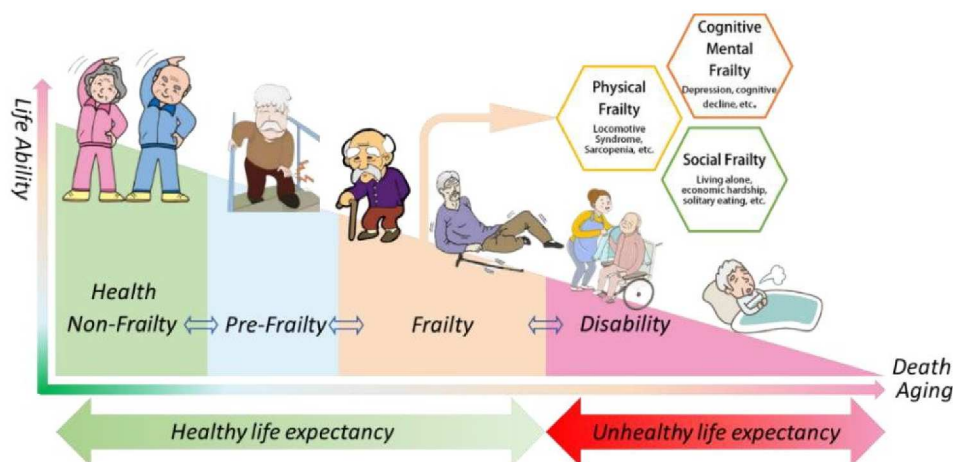 Cognitive
Mental
Frailty
Depression, cognitive
decline, etc.
Physical
Frailty
Locomotive
Syndrome,
Sarcopenia, etc.
Social Frailty
Living alone,
economic hardship,
solitary eating, etc.
Life Ability
Health
Non-Frailty
Pre-Frailty
Frailty
Disability
Death
Aging
Healthy life expectancy
Unhealthy life expectancy